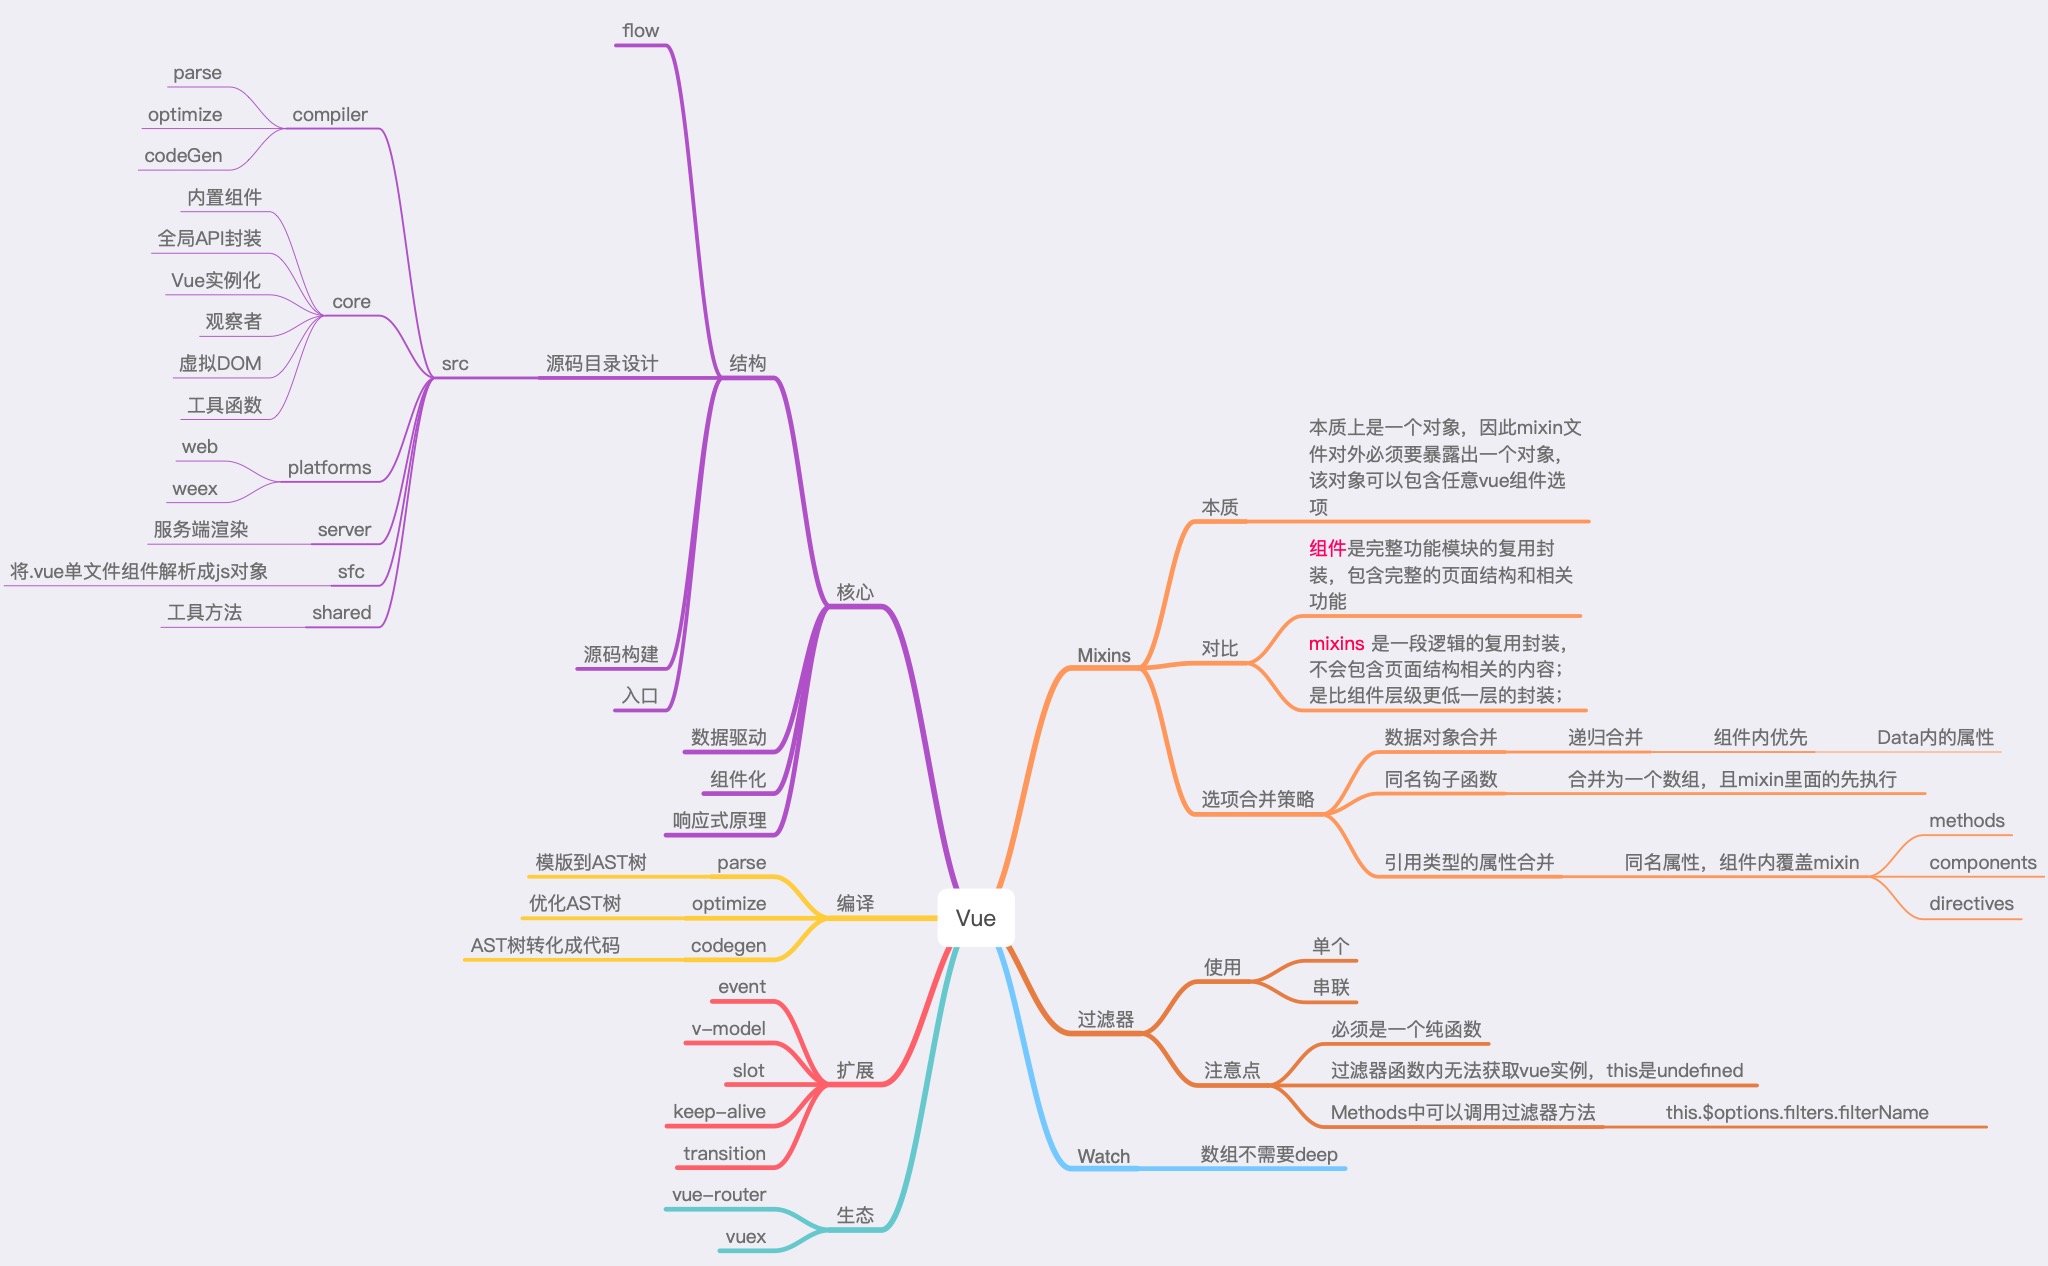 flow
parse
optimize
codeGen
compiler
内置组件
全局API封装
Vue实例化
观察者
虚拟DOM
工具函数
core
web
weex
platforms
服务端渲染
server
将.vue单文件组件解析成js对象
sfc
工具方法
shared
src
源码目录设计
结构
源码构建
入口
核心
数据驱动
组件化
响应式原理
模版到AST树
parse
优化AST树
optimize
AST树转化成代码
codegen
编译
event
v-model
slot
keep-alive
transition
扩展
vue-router
vuex
生态
Vue
Mixins
本质
本质上是一个对象，因此mixin文
件对外必须要暴露出一个对象，
该对象可以包含任意vue组件选
项
对比
组件是完整功能模块的复用封
装，包含完整的页面结构和相关
功能
mixins 是一段逻辑的复用封装，
不会包含页面结构相关的内容；
是比组件层级更低一层的封装；
选项合并策略
数据对象合并
递归合并
组件内优先
Data内的属性
同名钩子函数
合并为一个数组，且mixin里面的先执行
引用类型的属性合并
同名属性，组件内覆盖mixin
methods
components
directives
过滤器
使用
单个
串联
注意点
必须是一个纯函数
过滤器函数内无法获取vue实例，this是undefined
Methods中可以调用过滤器方法
this.$options.filters.filterName
Watch
数组不需要deep